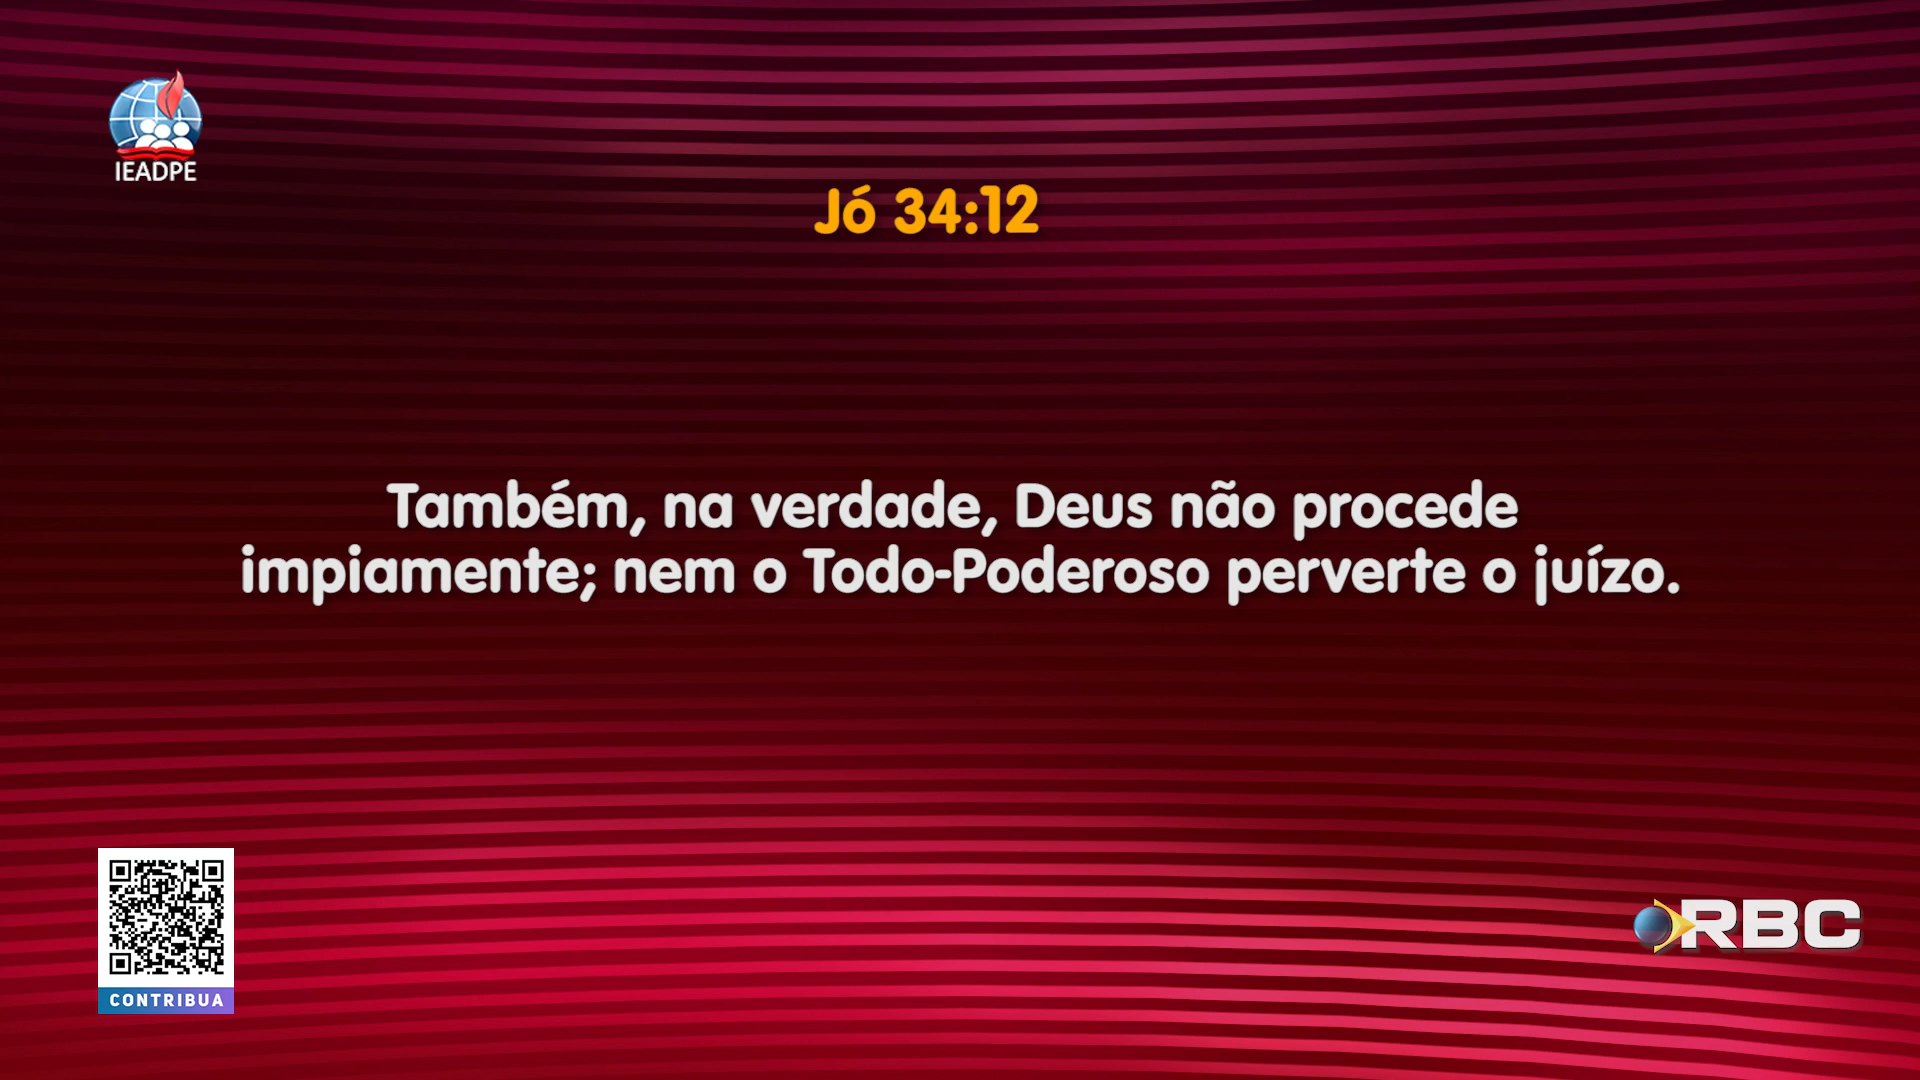 IEADPE
Jó 34:12
Também, na verdade, Deus não procede
impiamente; nem o Todo-Poderoso perverte o juízo.
RBC
CONTRIBUA